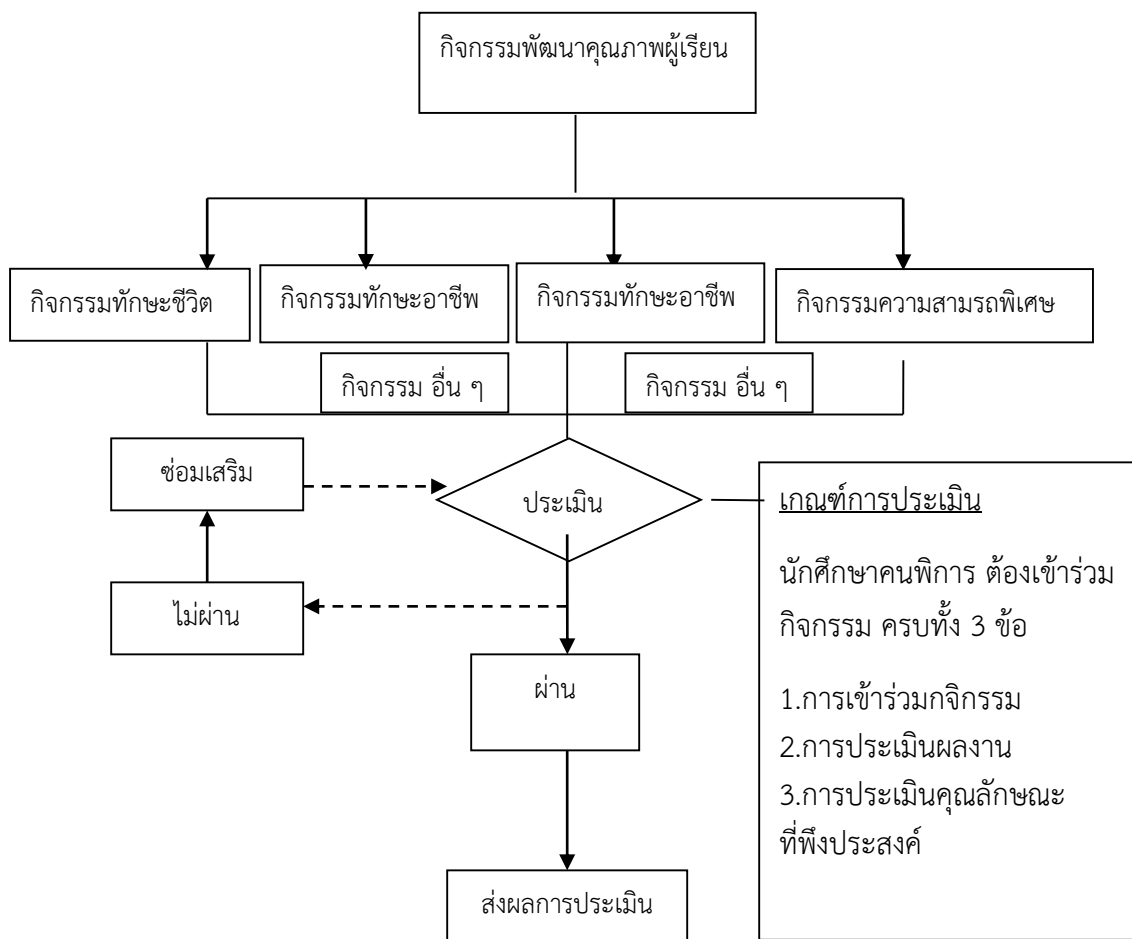 กิจกรรมพัฒนาคุณภาพผู้เรียน
กิจกรรมทักษะชีวิต
กิจกรรมทักษะอาชีพ
กิจกรรมทักษะอาชีพ
กิจกรรมความสามรถพิเศษ
กิจกรรม อื่น ๆ
กิจกรรม อื่น ๆ
ซ่อมเสริม
ประเมิน
ไม่ผ่าน
ผ่าน
ส่งผลการประเมิน
เกณฑ์การประเมิน
นักศึกษาคนพิการ ต้องเข้าร่วม
กิจกรรม ครบทั้ง 3 ข้อ
1.การเข้าร่วมกจิกรรม
2.การประเมินผลงาน
3.การประเมินคุณลักษณะ
ที่พึงประสงค์